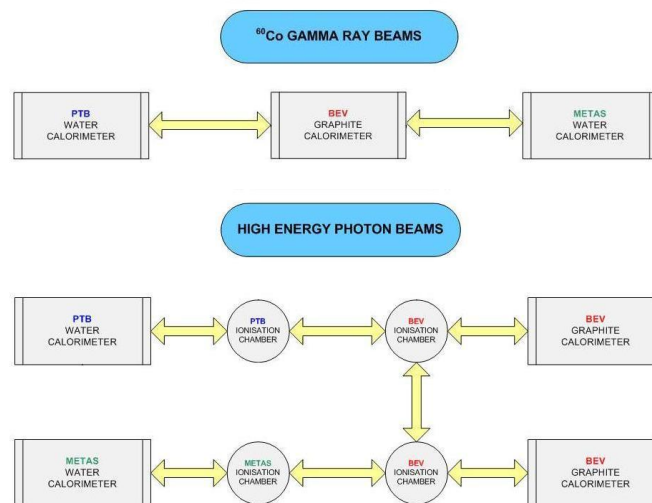 ⁶⁰Co GAMMA RAY BEAMS
PTB
WATER
CALORIMETER
BEV
GRAPHITE
CALORIMETER
METAS
WATER
CALORIMETER
HIGH ENERGY PHOTON BEAMS
PTB
WATER
CALORIMETER
PTB
IONISATION
CHAMBER
BEV
IONISATION
CHAMBER
BEV
GRAPHITE
CALORIMETER
METAS
WATER
CALORIMETER
METAS
IONISATION
CHAMBER
BEV
IONISATION
CHAMBER
BEV
GRAPHITE
CALORIMETER